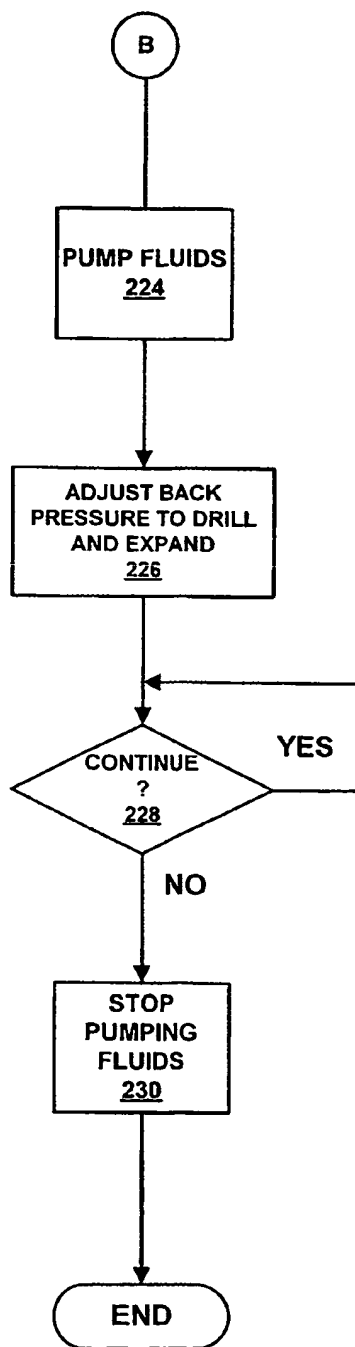 B
PUMP FLUIDS
224
ADJUST BACK
PRESSURE TO DRILL
AND EXPAND
226
CONTINUE
?
228
YES
NO
STOP
PUMPING
FLUIDS
230
END